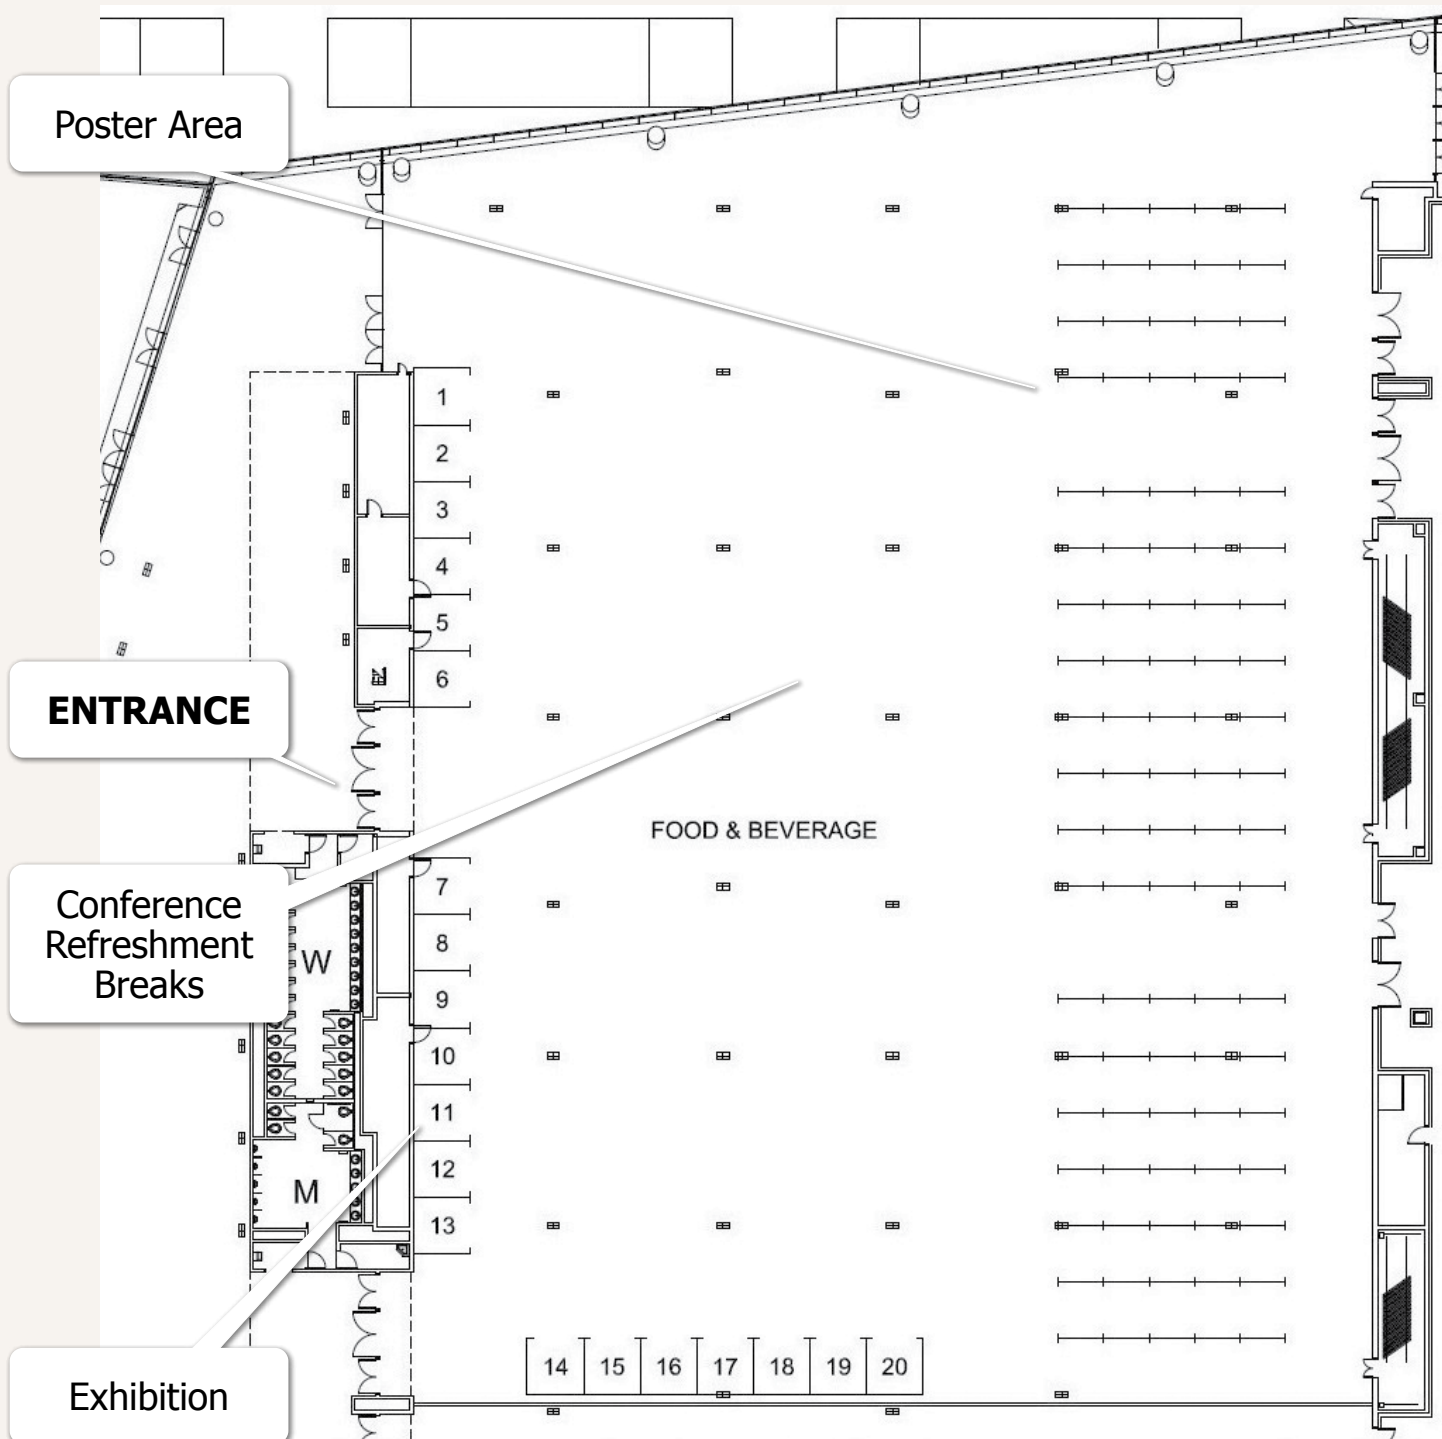 Poster Area
1
2
3
4
5
6
ENTRANCE
FOOD & BEVERAGE
Conference
Refreshment
Breaks
7
8
W
9
10
11
12
M
13
Exhibition
14 15 16 17 18 19 20